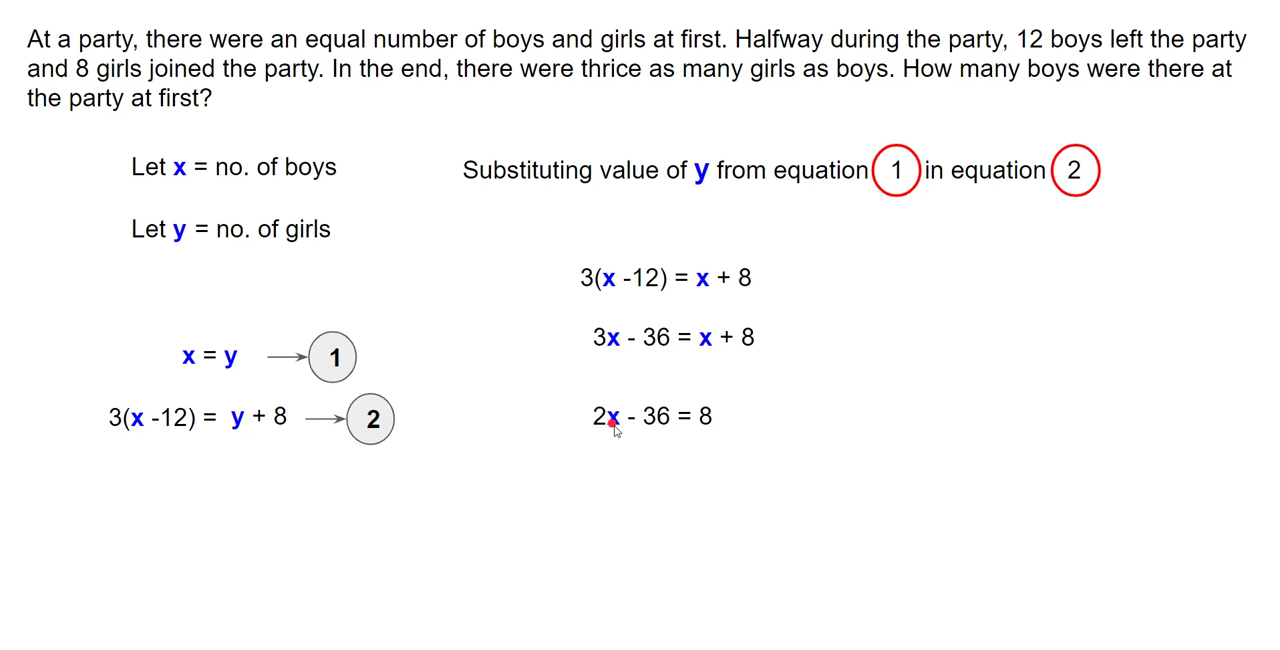 At a party, there were an equal number of boys and girls at first. Halfway during the party, 12 boys left the party
and 8 girls joined the party. In the end, there were thrice as many girls as boys. How many boys were there at
the party at first?
Let x = no. of boys
Let y = no. of girls
x = y 1
3(x -12) = y + 8 2
Substituting value of y from equation 1 in equation 2
3(x -12) = x + 8
3x - 36 = x + 8
2x - 36 = 8